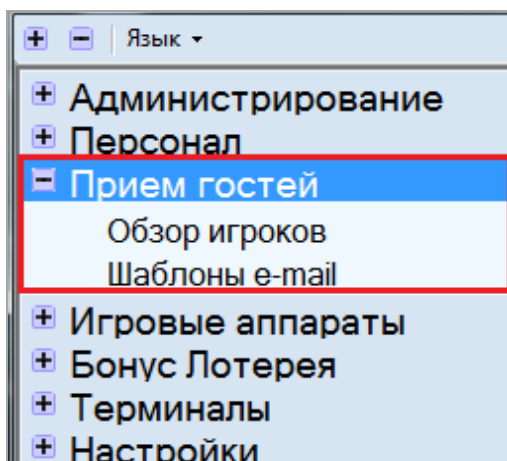 Язык
Администрирование
Персонал
Прием гостей
Обзор игроков
Шаблоны e-mail
Игровые аппараты
Бонус Лотерея
Терминалы
Настройки